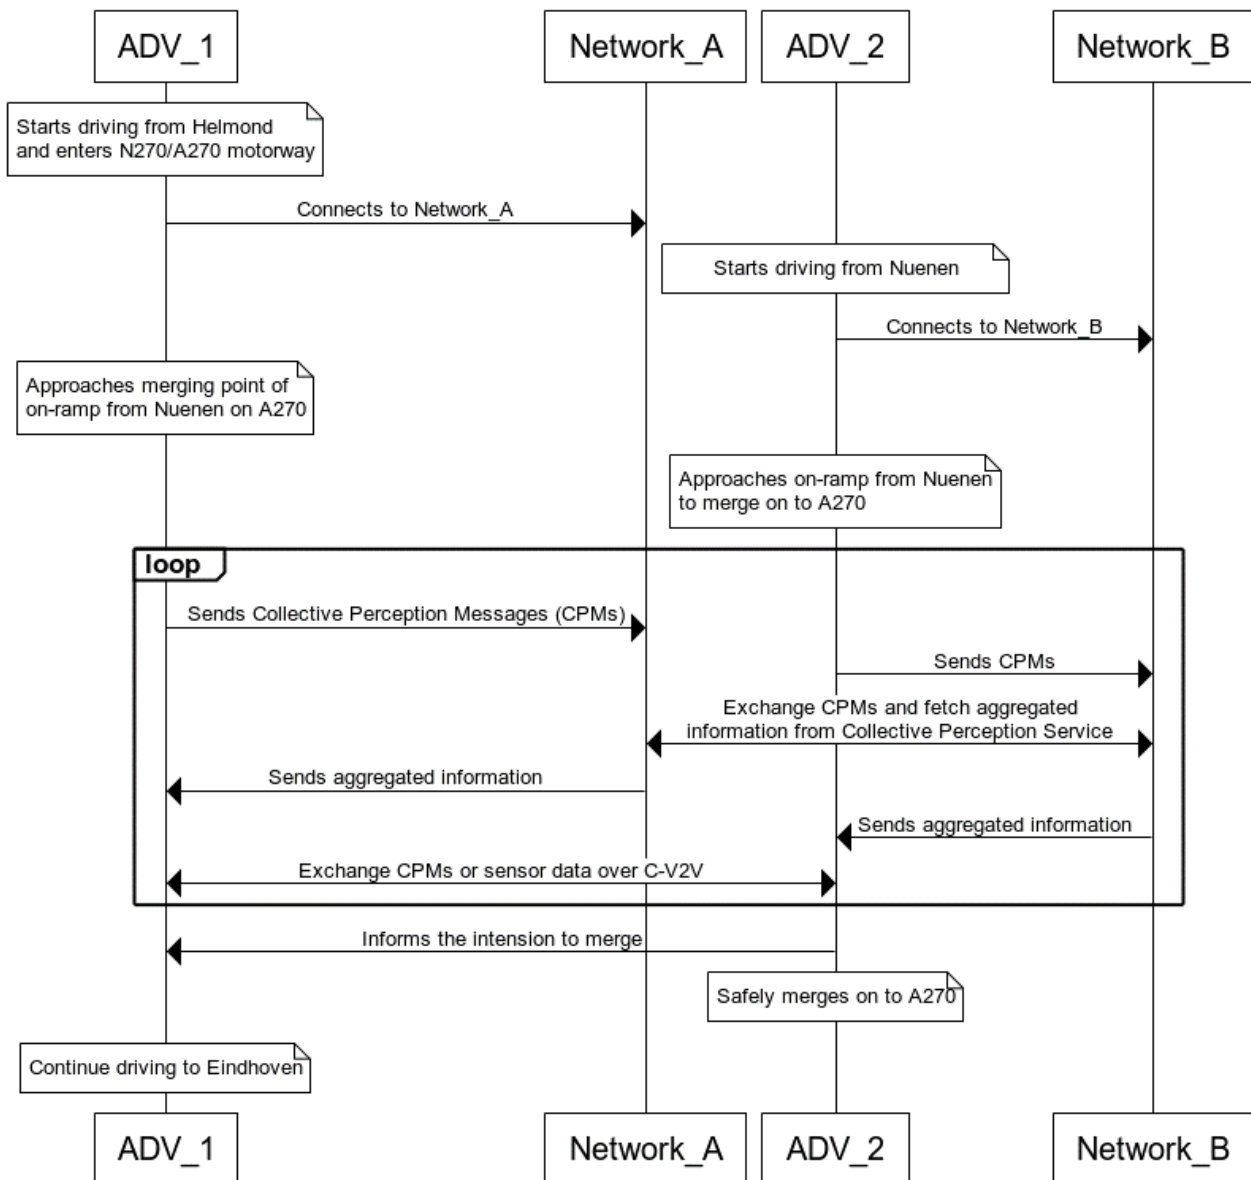 ADV_1
Network_A
ADV_2
Network_B
Starts driving from Helmond
and enters N270/A270 motorway
Connects to Network_A
Starts driving from Nuenen
Connects to Network_B
Approaches merging point of
on-ramp from Nuenen on A270
Approaches on-ramp from Nuenen
to merge on to A270
loop
Sends Collective Perception Messages (CPMs)
Sends CPMs
Exchange CPMs and fetch aggregated
information from Collective Perception Service
Sends aggregated information
Sends aggregated information
Exchange CPMs or sensor data over C-V2V
Informs the intension to merge
Safely merges on to A270
Continue driving to Eindhoven
ADV_1
Network_A
ADV_2
Network_B